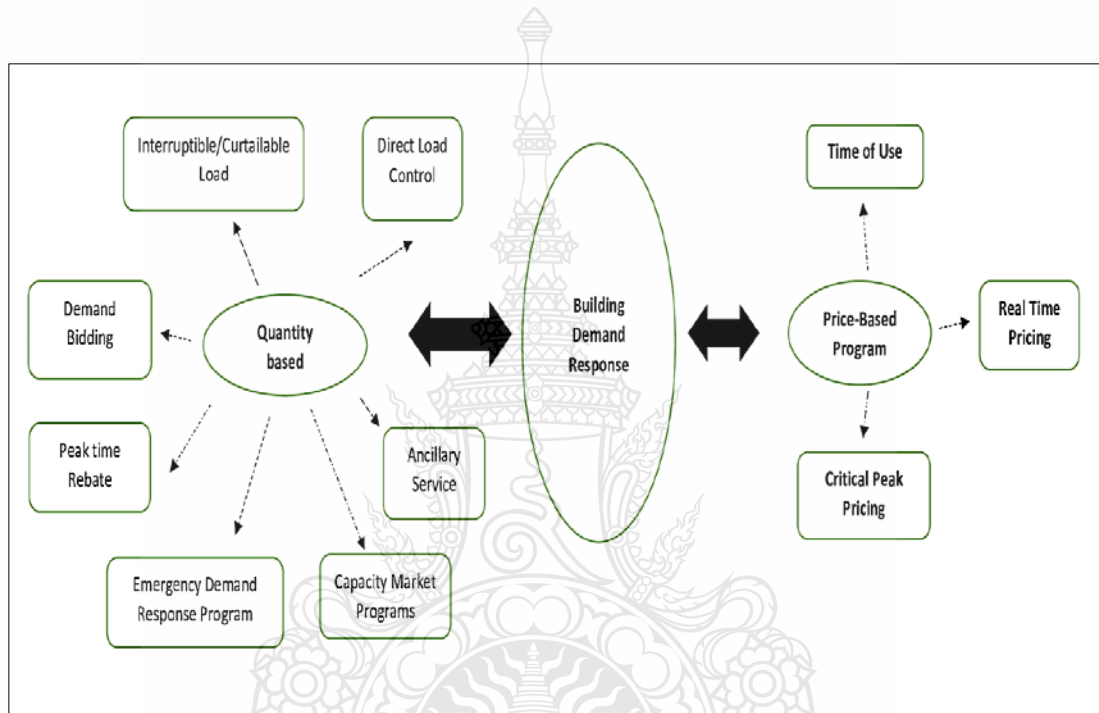 Interruptible/Curtailable
Load
Direct Load
Control
Demand
Bidding
Quantity
based
Peak time
Rebate
Ancillary
Service
Emergency Demand
Response Program
Capacity Market
Programs
Building
Demand
Response
Time of Use
Price-Based
Program
Real Time
Pricing
Critical Peak
Pricing